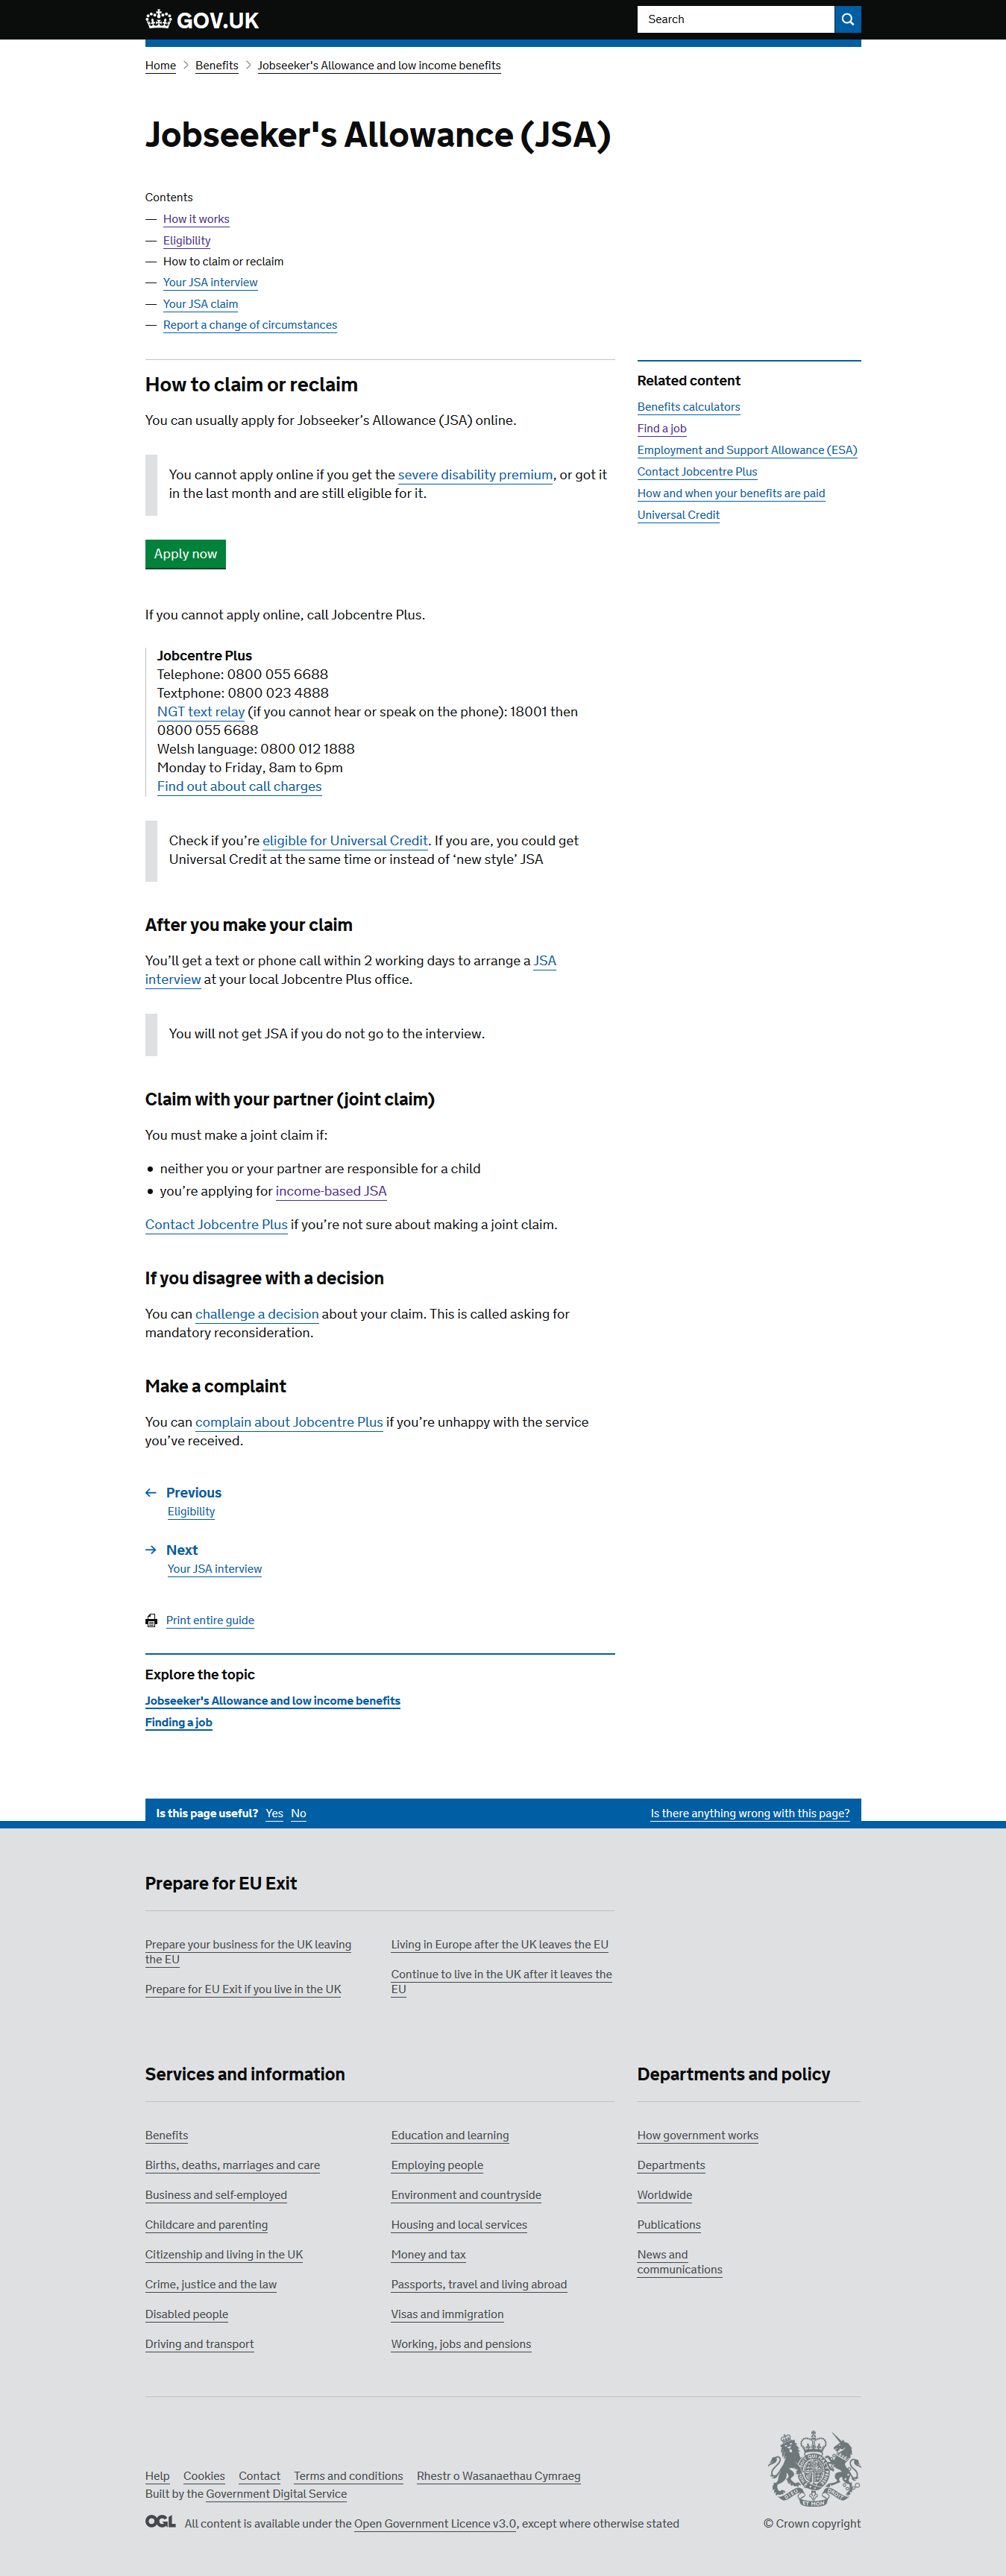 GOV.UK
Search
Home
Benefits
Jobseeker's Allowance and low income benefits
Jobseeker's Allowance (JSA)
Contents
— How it works
— Eligibility
— How to claim or reclaim
— Your JSA interview
— Your JSA claim
— Report a change of circumstances
How to claim or reclaim
You can usually apply for Jobseeker’s Allowance (JSA) online.
You cannot apply online if you get the severe disability premium, or got it
in the last month and are still eligible for it.
Apply now
If you cannot apply online, call Jobcentre Plus.
Jobcentre Plus
Telephone: 0800 055 6688
Textphone: 0800 023 4888
NGT text relay (if you cannot hear or speak on the phone): 18001 then
0800 055 6688
Welsh language: 0800 012 1888
Monday to Friday, 8am to 6pm
Find out about call charges
Check if you’re eligible for Universal Credit. If you are, you could get
Universal Credit at the same time or instead of ‘new style’ JSA
After you make your claim
You’ll get a text or phone call within 2 working days to arrange a JSA
interview at your local Jobcentre Plus office.
You will not get JSA if you do not go to the interview.
Claim with your partner (joint claim)
You must make a joint claim if:
• neither you or your partner are responsible for a child
• you’re applying for income-based JSA
Contact Jobcentre Plus if you’re not sure about making a joint claim.
If you disagree with a decision
You can challenge a decision about your claim. This is called asking for
mandatory reconsideration.
Make a complaint
You can complain about Jobcentre Plus if you’re unhappy with the service
you’ve received.
Previous
Eligibility
Next
Your JSA interview
Print entire guide
Explore the topic
Jobseeker's Allowance and low income benefits
Finding a job
Related content
Benefits calculators
Find a job
Employment and Support Allowance (ESA)
Contact Jobcentre Plus
How and when your benefits are paid
Universal Credit
Is this page useful? Yes No
Is there anything wrong with this page?
Prepare for EU Exit
Prepare your business for the UK leaving
the EU
Prepare for EU Exit if you live in the UK
Living in Europe after the UK leaves the EU
Continue to live in the UK after it leaves the
EU
Services and information
Benefits
Births, deaths, marriages and care
Business and self-employed
Childcare and parenting
Citizenship and living in the UK
Crime, justice and the law
Disabled people
Driving and transport
Education and learning
Employing people
Environment and countryside
Housing and local services
Money and tax
Passports, travel and living abroad
Visas and immigration
Working, jobs and pensions
Departments and policy
How government works
Departments
Worldwide
Publications
News and
communications
Help Cookies Contact Terms and conditions Rhestr o Wasanaethau Cymraeg
Built by the Government Digital Service
OGL All content is available under the Open Government Licence v3.0, except where otherwise stated
© Crown copyright